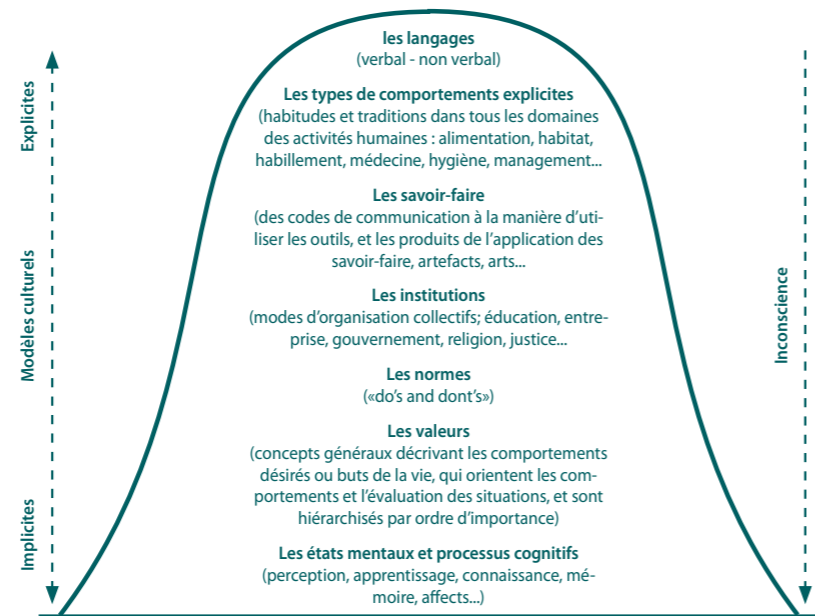 les langages
(verbal - non verbal)
Les types de comportements explicites
(habitudes et traditions dans tous les domaines
des activités humaines : alimentation, habitat,
habillement, médecine, hygiène, management...
Les savoir-faire
(des codes de communication à la manière d'uti-
liser les outils, et les produits de l'application des
savoir-faire, artefacts, arts...
Les institutions
(modes d'organisation collectifs; éducation, entre-
prise, gouvernement, religion, justice...
Les normes
(«do's and dont's»)
Les valeurs
(concepts généraux décrivant les comportements
désirés ou buts de la vie, qui orientent les com-
portements et l'évaluation des situations, et sont
hiérarchisés par ordre d'importance)
Les états mentaux et processus cognitifs
(perception, apprentissage, connaissance, mé-
moire, affects...)
Explicites
Modèles culturels
Implicites
Inconscience